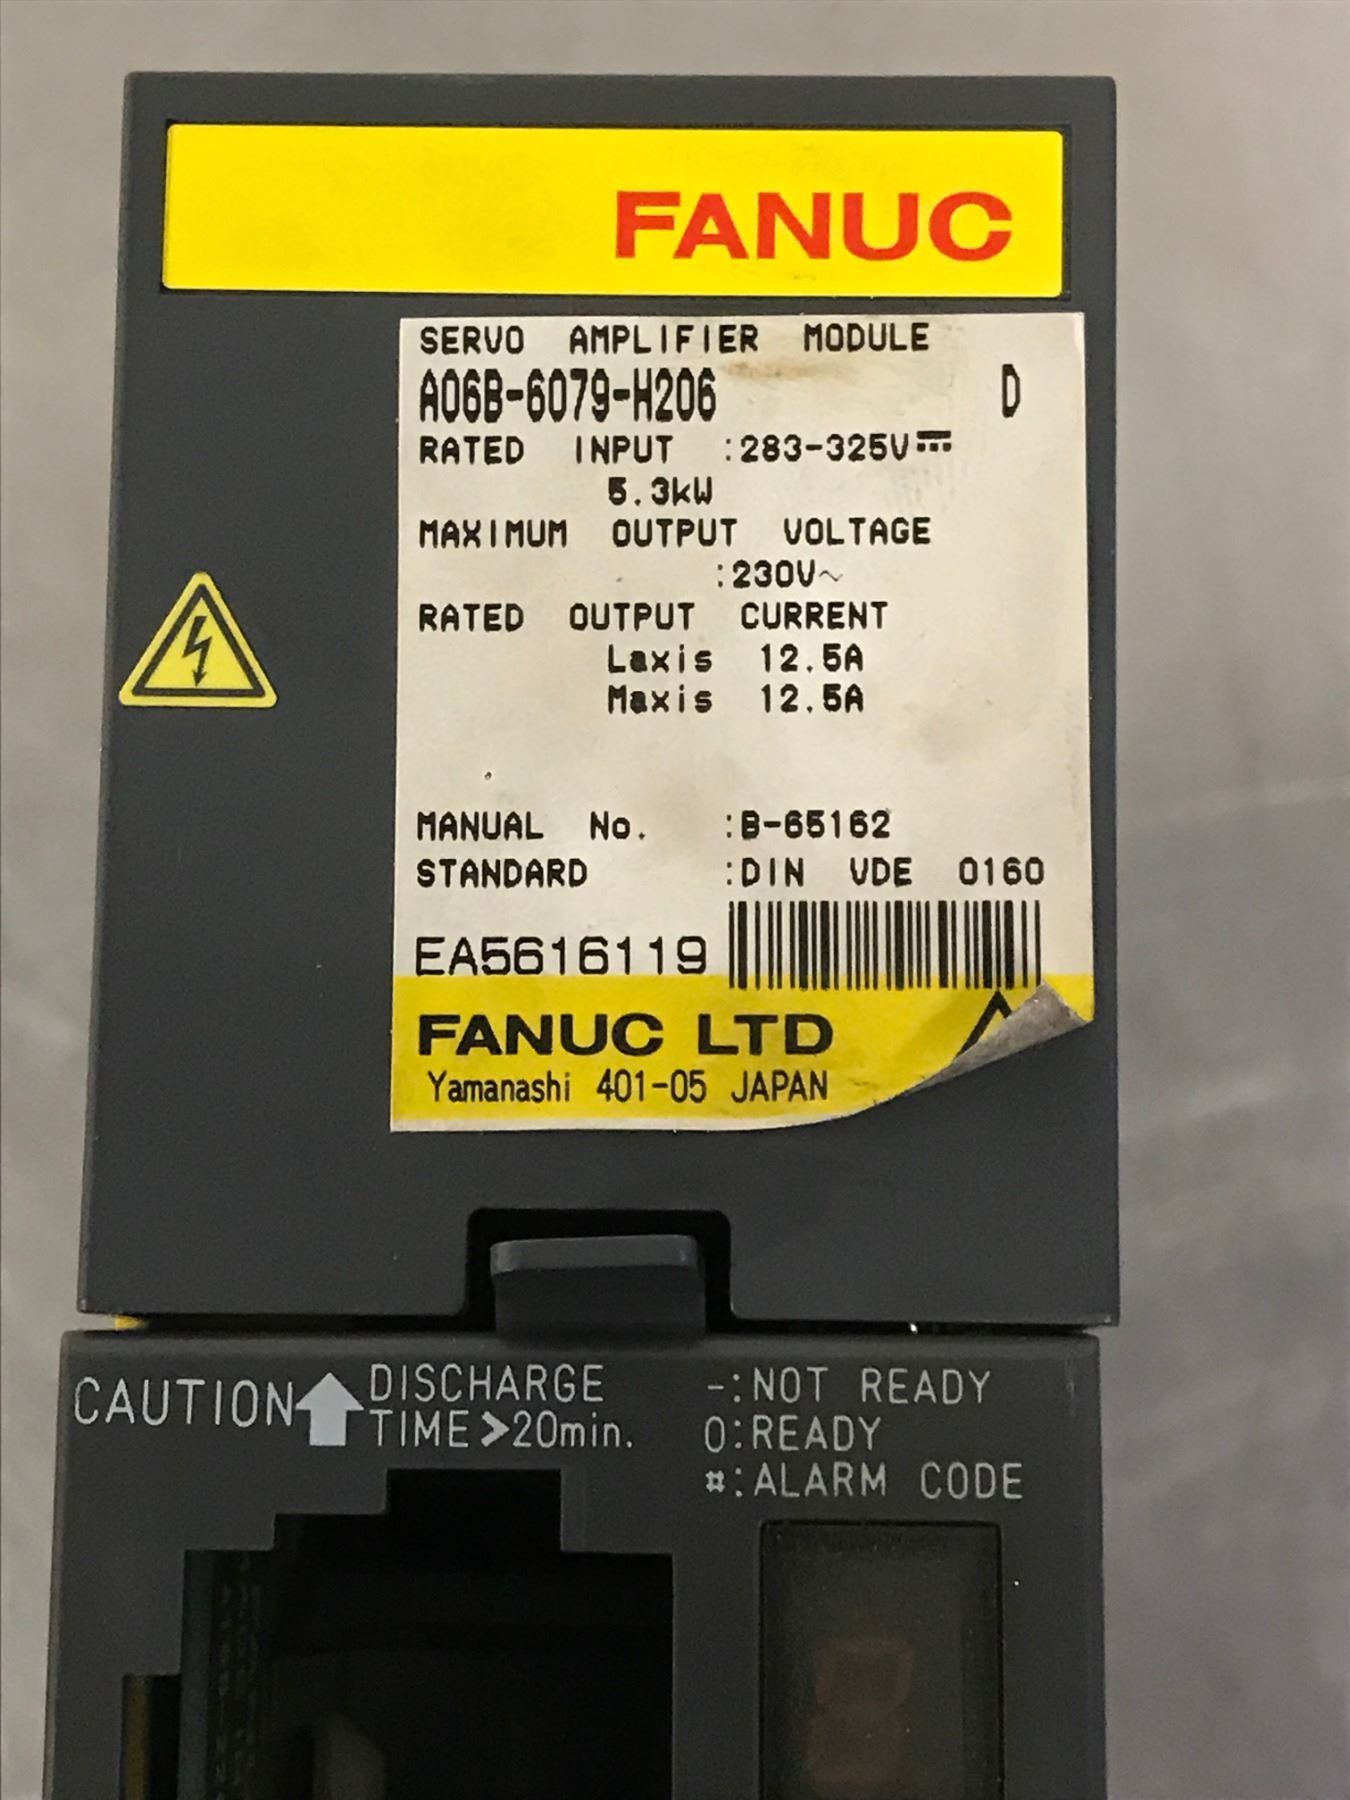 FANUC
SERVO AMPLIFIER MODULE
A06B-6079-H206 D
RATED INPUT :283-325V⎓
5.3kW
MAXIMUM OUTPUT VOLTAGE
:230V~
RATED OUTPUT CURRENT
Laxis 12.5A
Maxis 12.5A
MANUAL No. :B-65162
STANDARD :DIN VDE 0160
EA5616119
FANUC LTD
Yamanashi 401-05 JAPAN
CAUTION DISCHARGE
TIME>20min.
-:NOT READY
0:READY
#:ALARM CODE